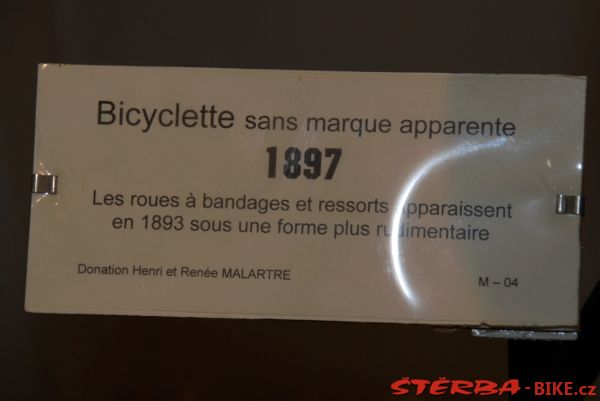 Bicyclette sans marque apparente
1897
Les roues à bandages et ressorts apparaissent
en 1893 sous une forme plus rudimentaire
Donation Henri et Renée MALARTRE
M – 04
ŠTĚRBA-BIKE.cz